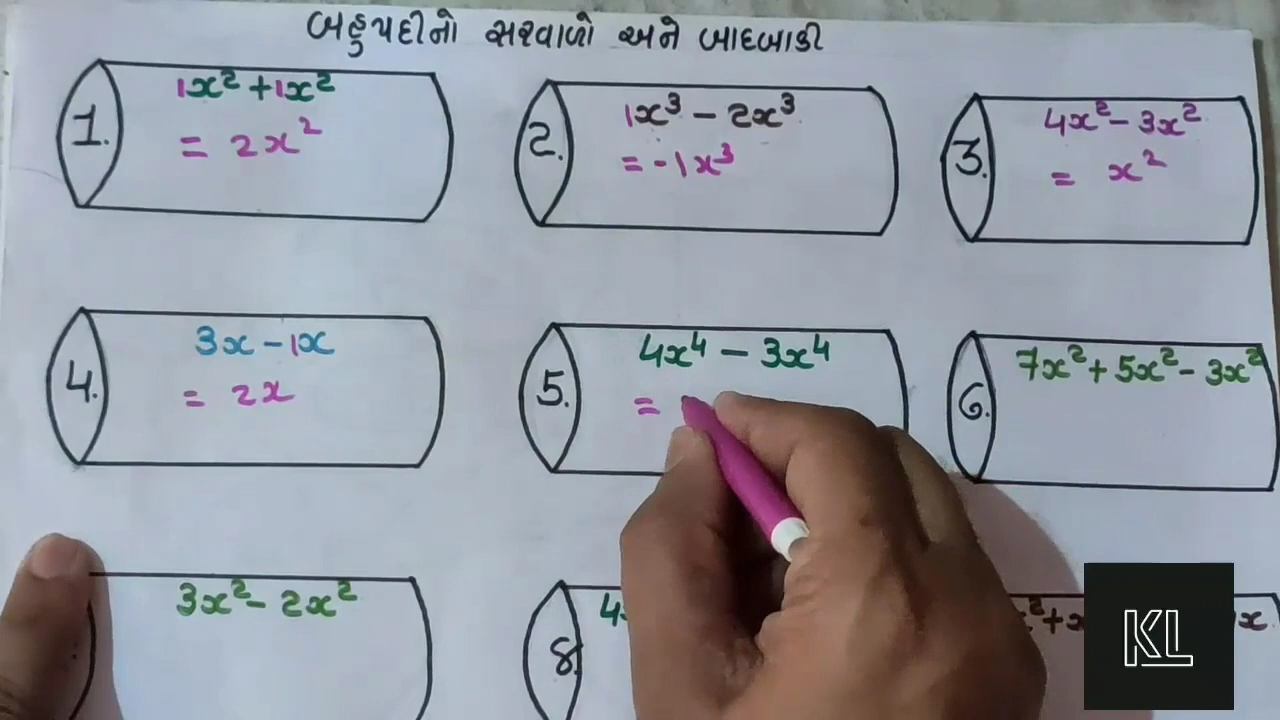 બહુપદીનો સરવાળો અને બાદબાકી
1. 1x² + 1x²
= 2x²
2. 1x³ - 2x³
= -1x³
3. 4x² - 3x²
= x²
4. 3x - 1x
= 2x
5. 4x⁴ - 3x⁴
=
6. 7x² + 5x² - 3x²
3x² - 2x²
8.
KL